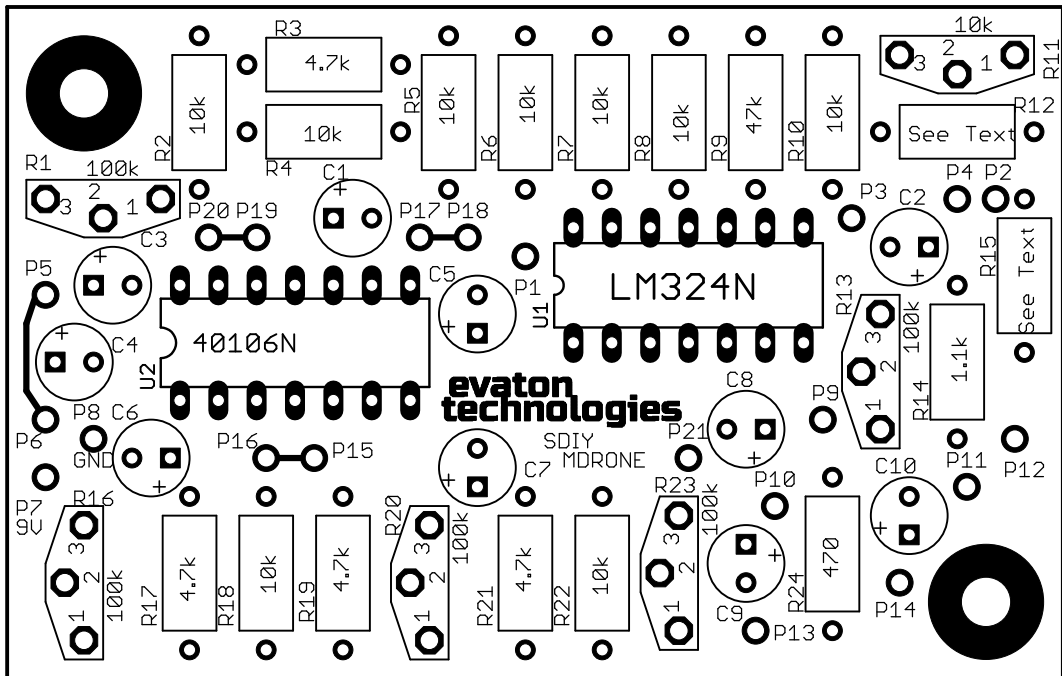 R3
4.7k
10k
R4
R2
10k
R5
10k
R6
10k
R7
10k
R8
10k
R9
47k
R10
10k
10k
3
2
1
R11
R12
See Text
R1
100k
3
2
1
C1
+
P20
P19
P17
P18
P3
C2
+
P4
P2
R15
See Text
C3
+
P5
C5
+
P1
U1
LM324N
R13
100k
3
2
1
R14
1.1k
C4
+
U2
40106N
evaton
technologies
C8
+
P9
P6
P8
GND
C6
+
P16
P15
C7
+
SDIY
MDRONE
P21
P10
C10
+
P11
P12
P7
9V
R16
3
2
1
100k
R17
4.7k
R18
10k
R19
4.7k
R20
3
2
1
100k
R21
4.7k
R22
10k
R23
100k
3
2
1
C9
+
R24
470
P13
P14